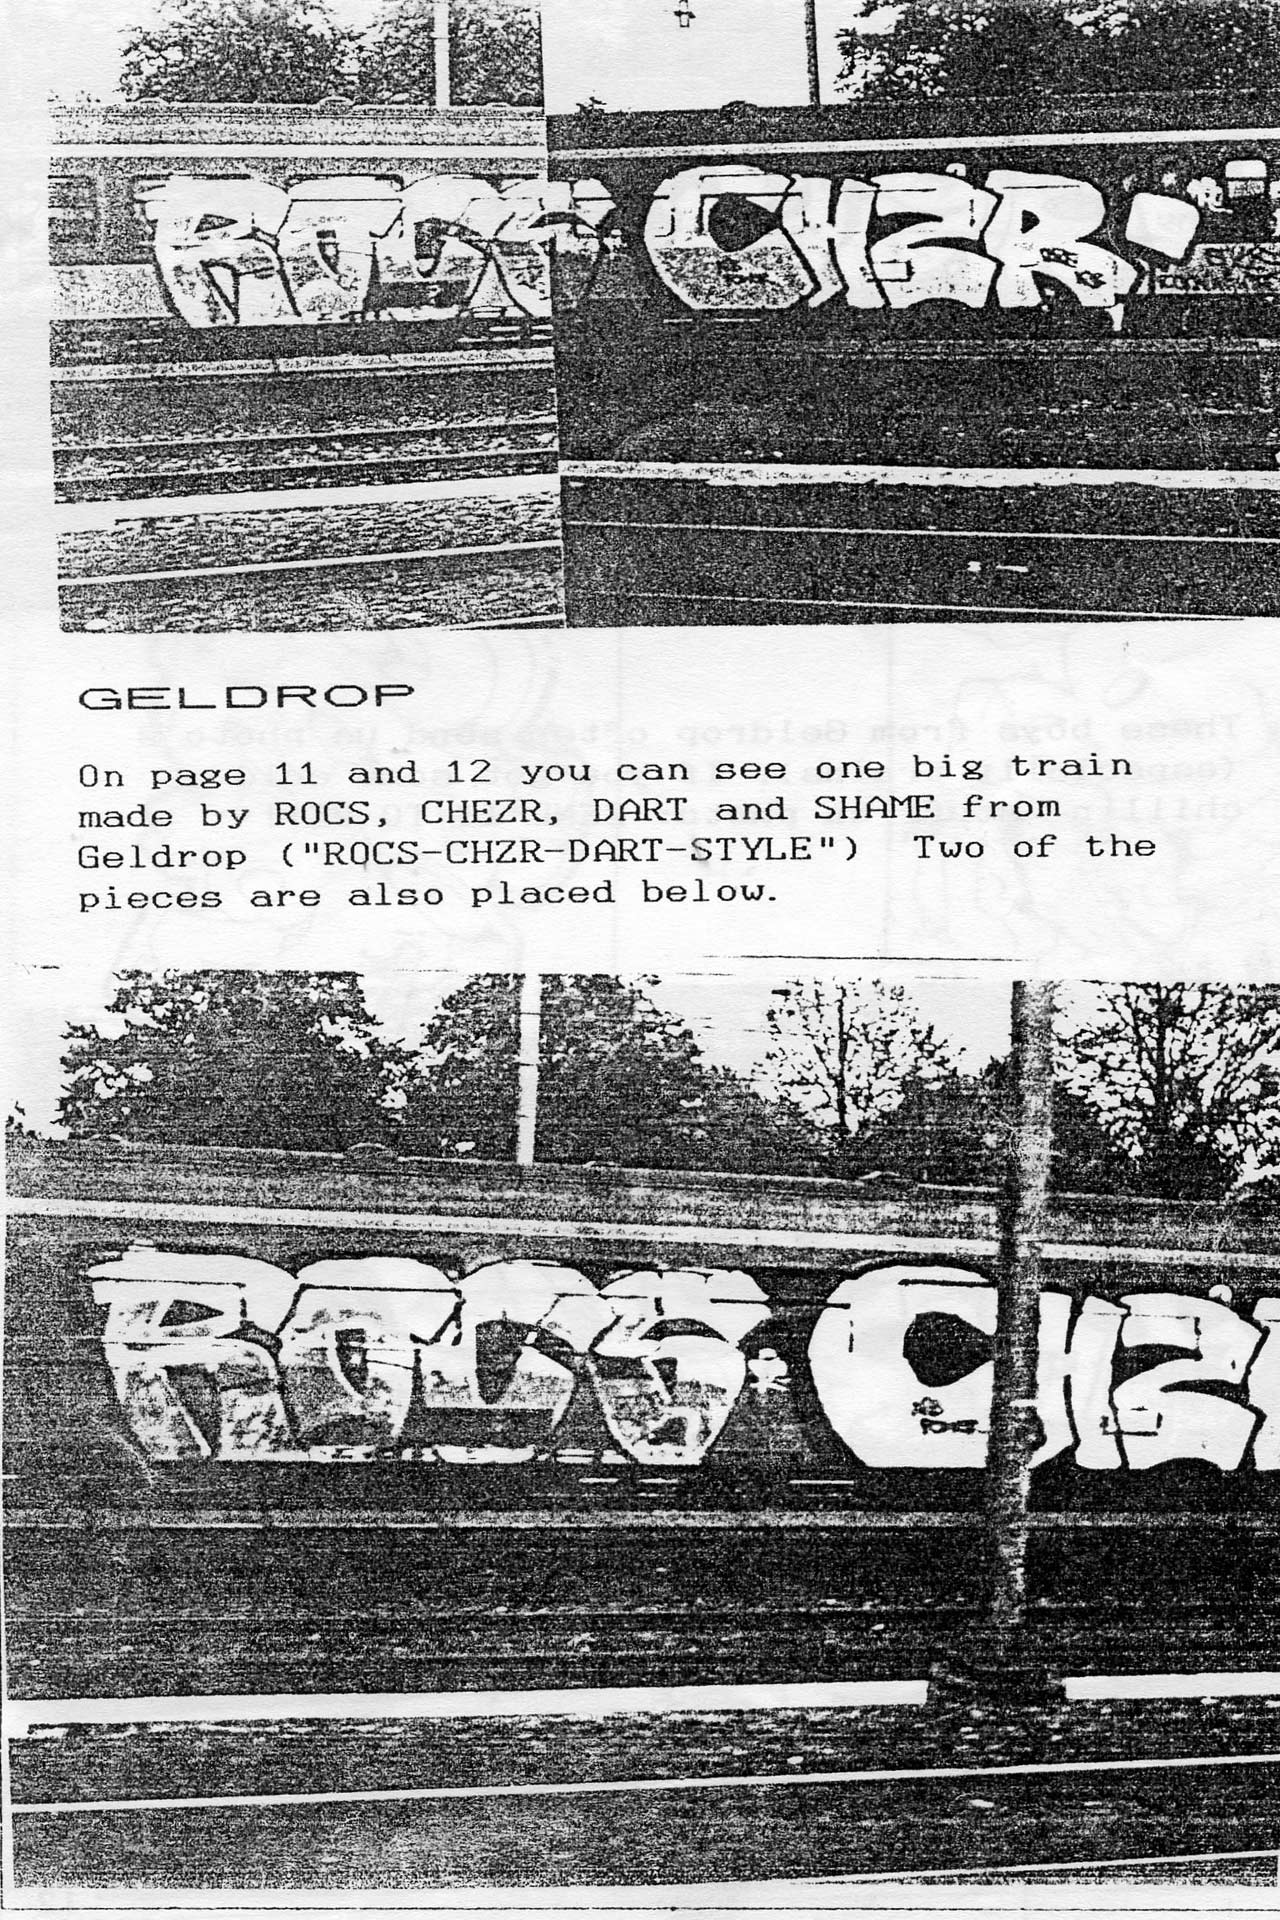 ROCS CHZR
GELDROP
On page 11 and 12 you can see one big train
made by ROCS, CHEZR, DART and SHAME from
Geldrop ("ROCS-CHZR-DART-STYLE") Two of the
pieces are also placed below.
ROCS CHZ